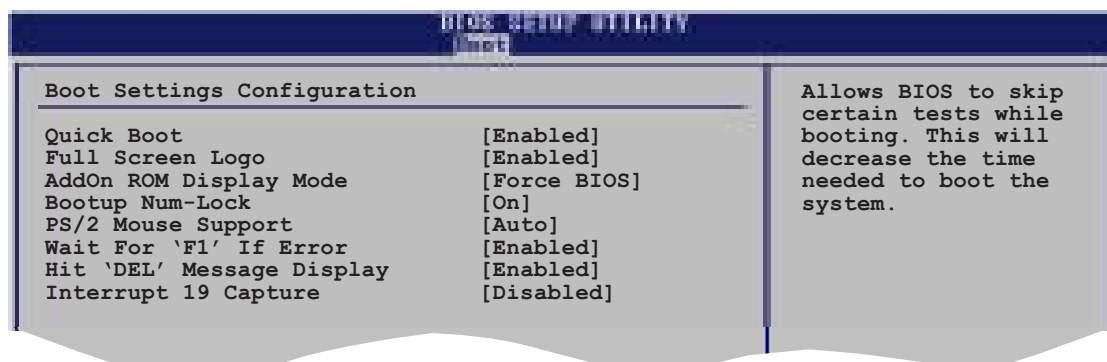 BIOS SETUP UTILITY
Boot
Boot Settings Configuration
Quick Boot [Enabled]
Full Screen Logo [Enabled]
AddOn ROM Display Mode [Force BIOS]
Bootup Num-Lock [On]
PS/2 Mouse Support [Auto]
Wait For ‘F1’ If Error [Enabled]
Hit ‘DEL’ Message Display [Enabled]
Interrupt 19 Capture [Disabled]
Allows BIOS to skip
certain tests while
booting. This will
decrease the time
needed to boot the
system.